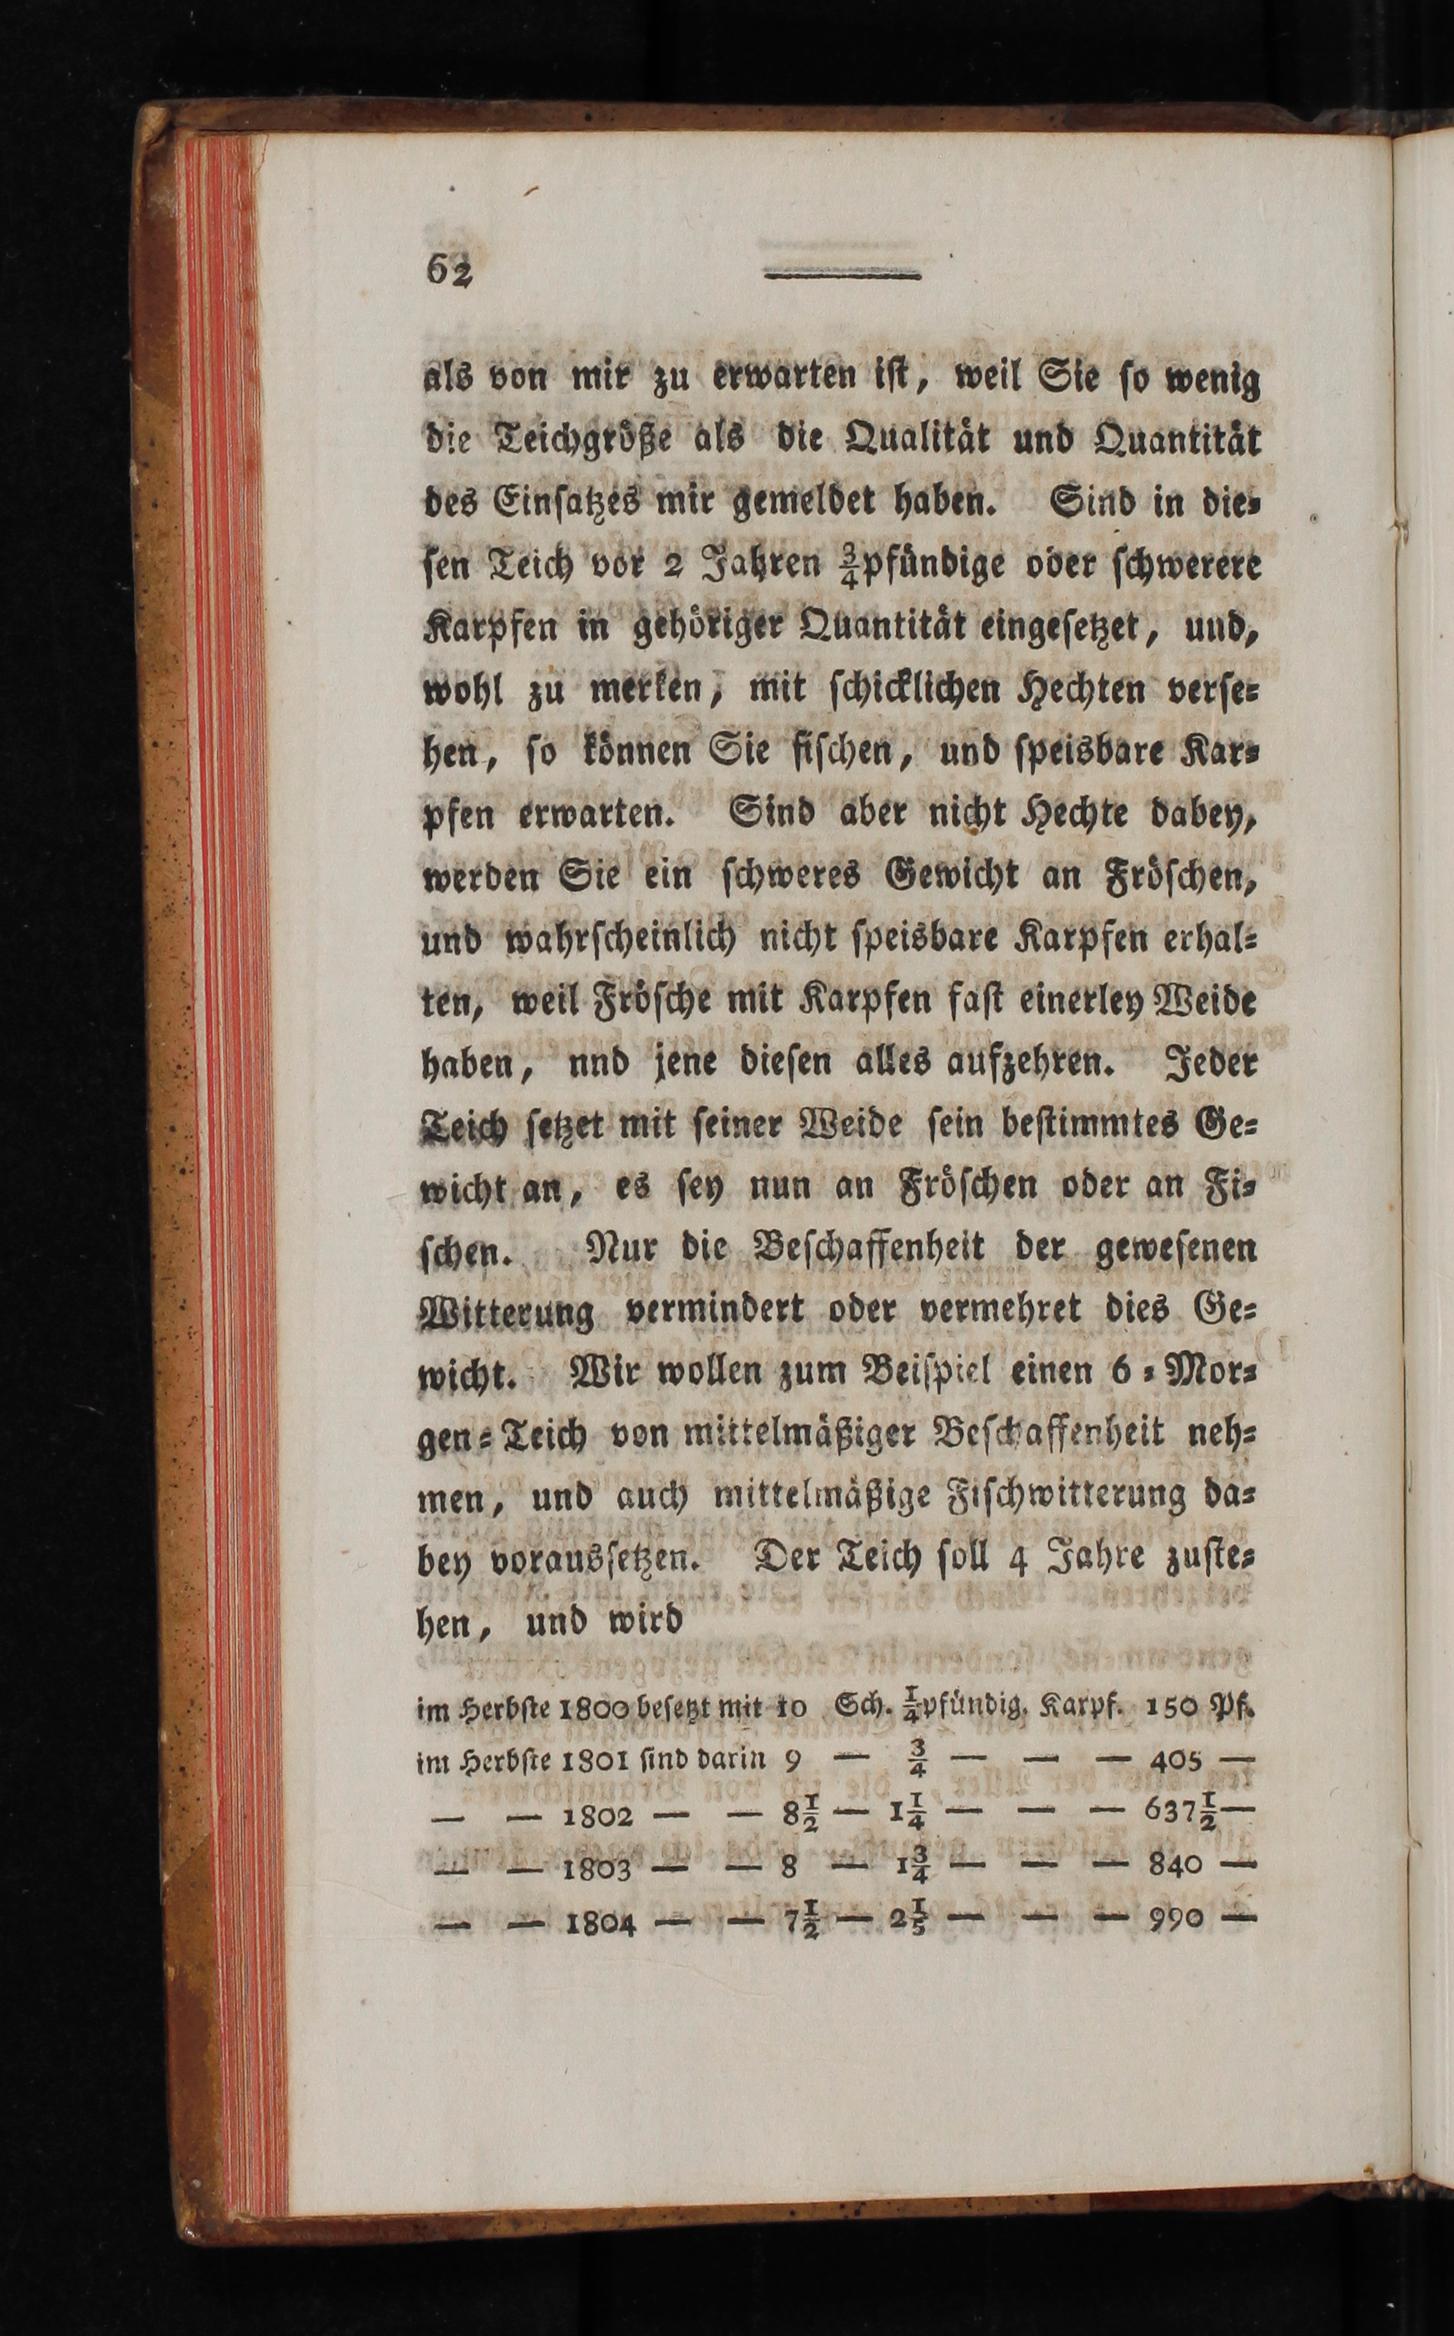 62
als von mir zu erwarten iſt, weil Sie ſo wenig
die Teichgröße als die Qualität und Quantität
des Einſatzes mir gemeldet haben. Sind in die⸗
ſen Teich vor 2 Jahren ¾pfündige oder ſchwerere
Karpfen in gehöriger Quantität eingeſetzet, und,
wohl zu merken, mit ſchicklichen Hechten verſe⸗
hen, ſo können Sie fiſchen, und ſpeisbare Kar⸗
pfen erwarten. Sind aber nicht Hechte dabey,
werden Sie ein ſchweres Gewicht an Fröſchen,
und wahrſcheinlich nicht ſpeisbare Karpfen erhal⸗
ten, weil Fröſche mit Karpfen faſt einerley Weide
haben, nnd jene dieſen alles aufzehren. Jeder
Teich ſetzet mit ſeiner Weide ſein beſtimmtes Ge⸗
wicht an, es ſey nun an Fröſchen oder an Fi⸗
ſchen. Nur die Beſchaffenheit der geweſenen
Witterung vermindert oder vermehret dies Ge⸗
wicht. Wir wollen zum Beiſpiel einen 6⸗Mor⸗
gen⸗Teich von mittelmäßiger Beſchaffenheit neh⸗
men, und auch mittelmäßige Fiſchwitterung da⸗
bey vorausſetzen. Der Teich ſoll 4 Jahre zuſte⸗
hen, und wird
im Herbſte 1800 beſetzt mit 10 Sch. ¼pfündig. Karpf. 150 Pf.
im Herbſte 1801 ſind darin 9 — ¾ — — — 405 —
— — 1802 — — 8½ — 1¼ — — — 637½ —
— — 1803 — — 8 — 1¾ — — — 840 —
— — 1804 — — 7½ — 2⅕ — — — 990 —